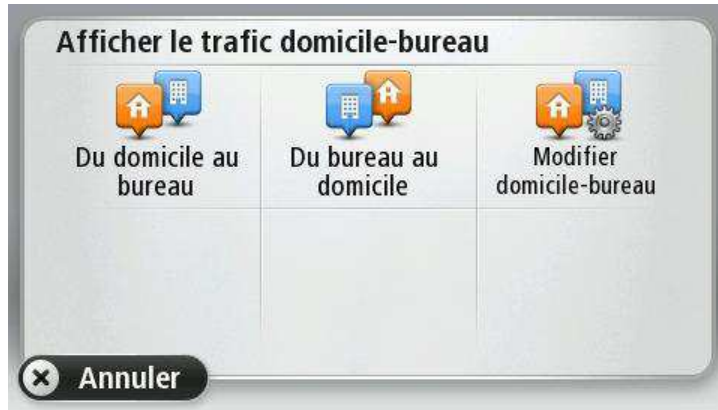 Afficher le trafic domicile-bureau
Du domicile au
bureau
Du bureau au
domicile
Modifier
domicile-bureau
Annuler